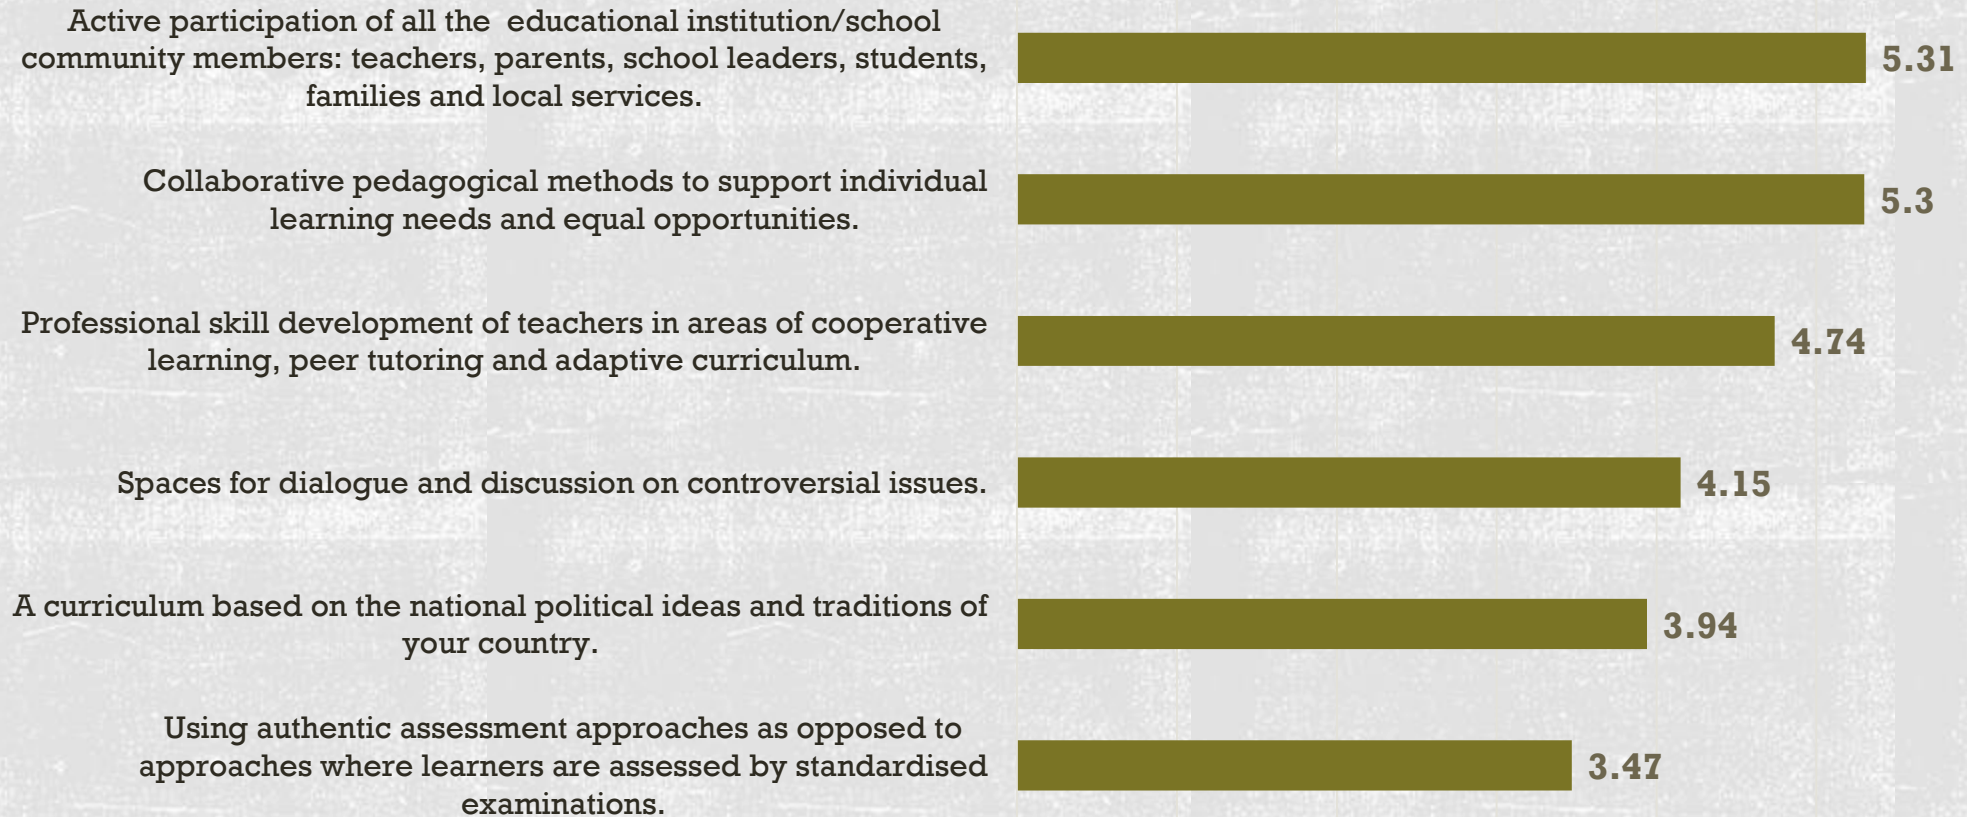 Active participation of all the educational institution/school
community members: teachers, parents, school leaders, students,
families and local services.
5.31
Collaborative pedagogical methods to support individual
learning needs and equal opportunities.
5.3
Professional skill development of teachers in areas of cooperative
learning, peer tutoring and adaptive curriculum.
4.74
Spaces for dialogue and discussion on controversial issues.
4.15
A curriculum based on the national political ideas and traditions of
your country.
3.94
Using authentic assessment approaches as opposed to
approaches where learners are assessed by standardised
examinations.
3.47